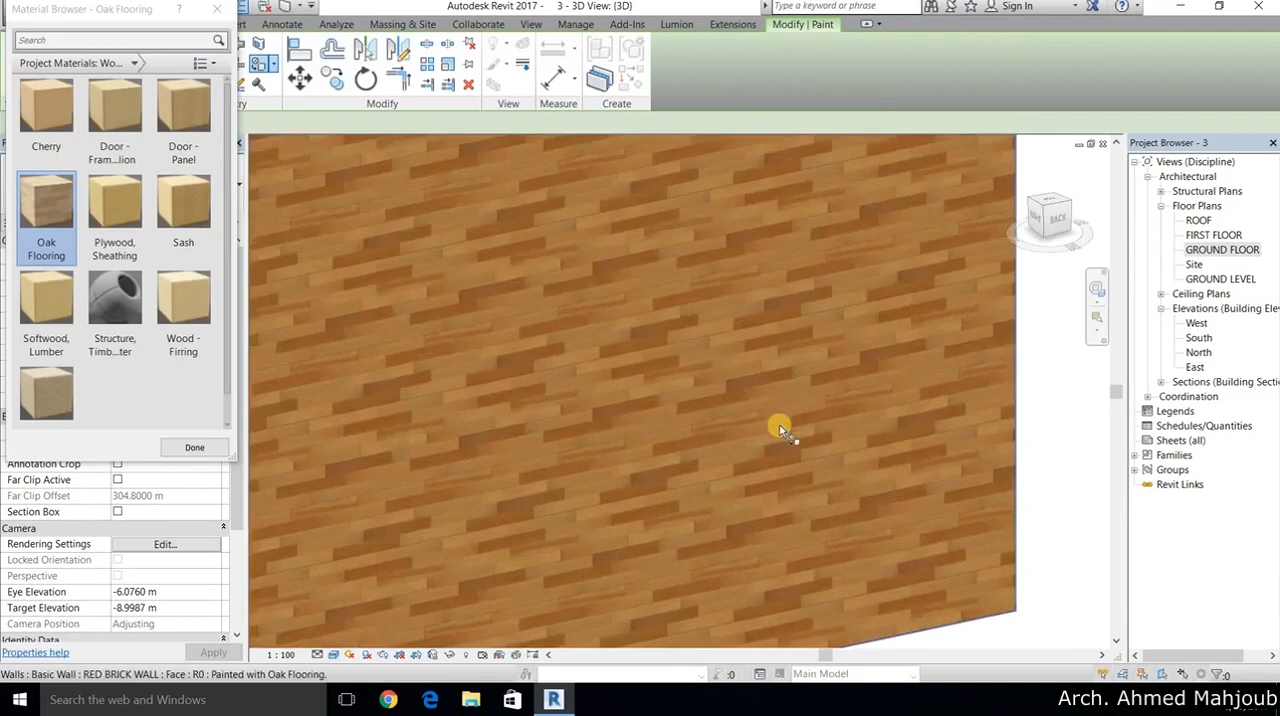 Material Browser - Oak Flooring
?
Autodesk Revit 2017 - 3 - 3D View: {3D}
Type a keyword or phrase
Sign In
Annotate
Analyze
Massing & Site
Collaborate
View
Manage
Add-Ins
Lumion
Extensions
Modify | Paint
Search
Project Materials: Wo...
Modify
View
Measure
Create
Cherry
Door -
Fram...lion
Door -
Panel
Oak
Flooring
Plywood,
Sheathing
Sash
Softwood,
Lumber
Structure,
Timb...ter
Wood -
Firring
Done
Annotation Crop
Far Clip Active
Far Clip Offset
304.8000 m
Section Box
Camera
Rendering Settings
Edit...
Locked Orientation
Perspective
Eye Elevation
-6.0760 m
Target Elevation
-8.9987 m
Camera Position
Adjusting
Identity Data
Properties help
Apply
BACK
Project Browser - 3
Views (Discipline)
Architectural
Structural Plans
Floor Plans
ROOF
FIRST FLOOR
GROUND FLOOR
Site
GROUND LEVEL
Ceiling Plans
Elevations (Building Ele
West
South
North
East
Sections (Building Secti
Coordination
Legends
Schedules/Quantities
Sheets (all)
Families
Groups
Revit Links
1 : 100
Walls : Basic Wall : RED BRICK WALL : Face : R0 : Painted with Oak Flooring.
:0
Main Model
:0
Search the web and Windows
Arch. Ahmed Mahjoub